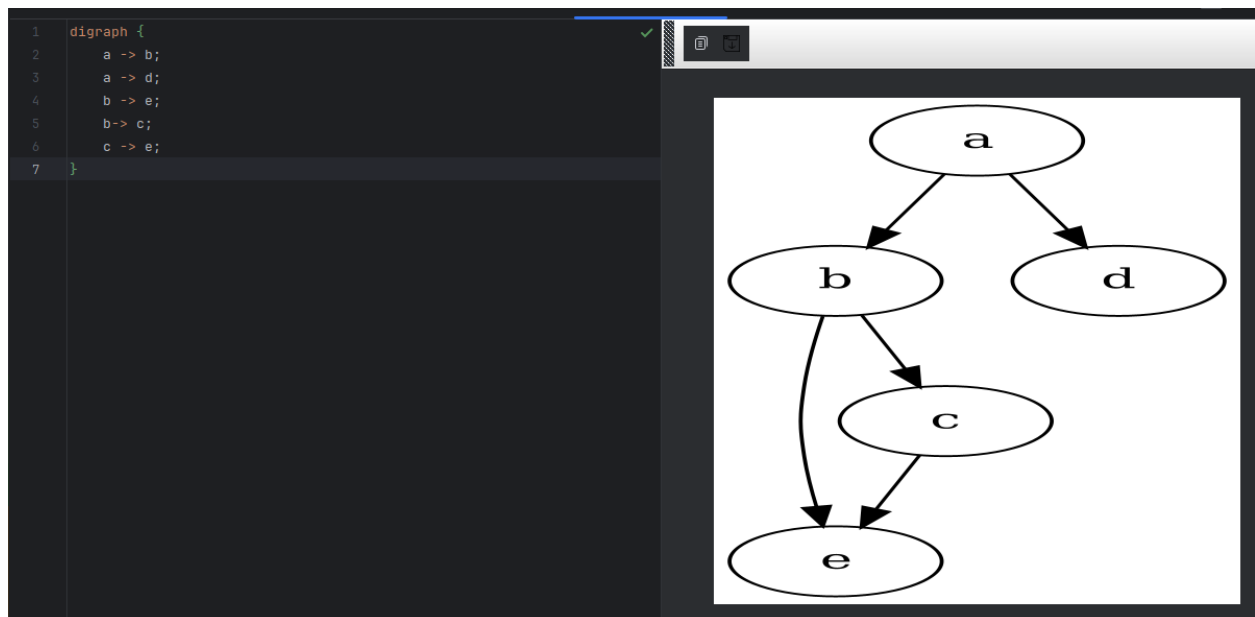 1 digraph {
2     a -> b;
3     a -> d;
4     b -> e;
5     b-> c;
6     c -> e;
7 }
a
b d
c
e